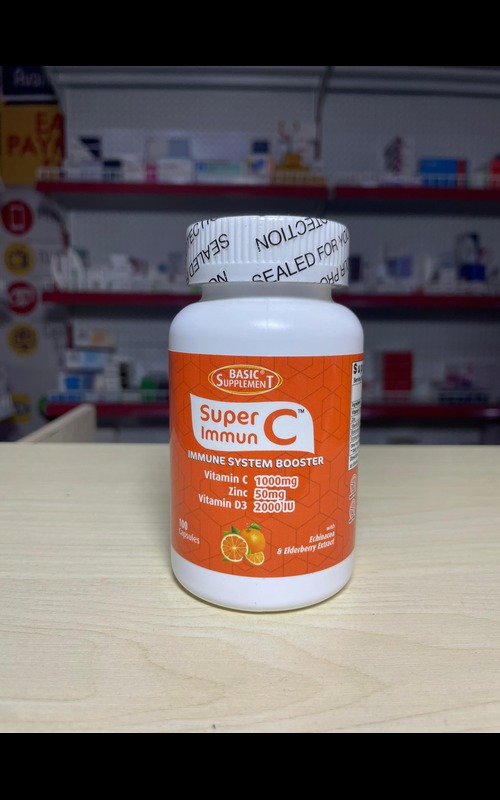 SEALED FOR YOUR PROTECTION
BASIC®
SUPPLEMENT
Super
Immun C™
IMMUNE SYSTEM BOOSTER
Vitamin C 1000mg
Zinc 50mg
Vitamin D3 2000 IU
100
Capsules
with
Echinacea
& Elderberry Extract